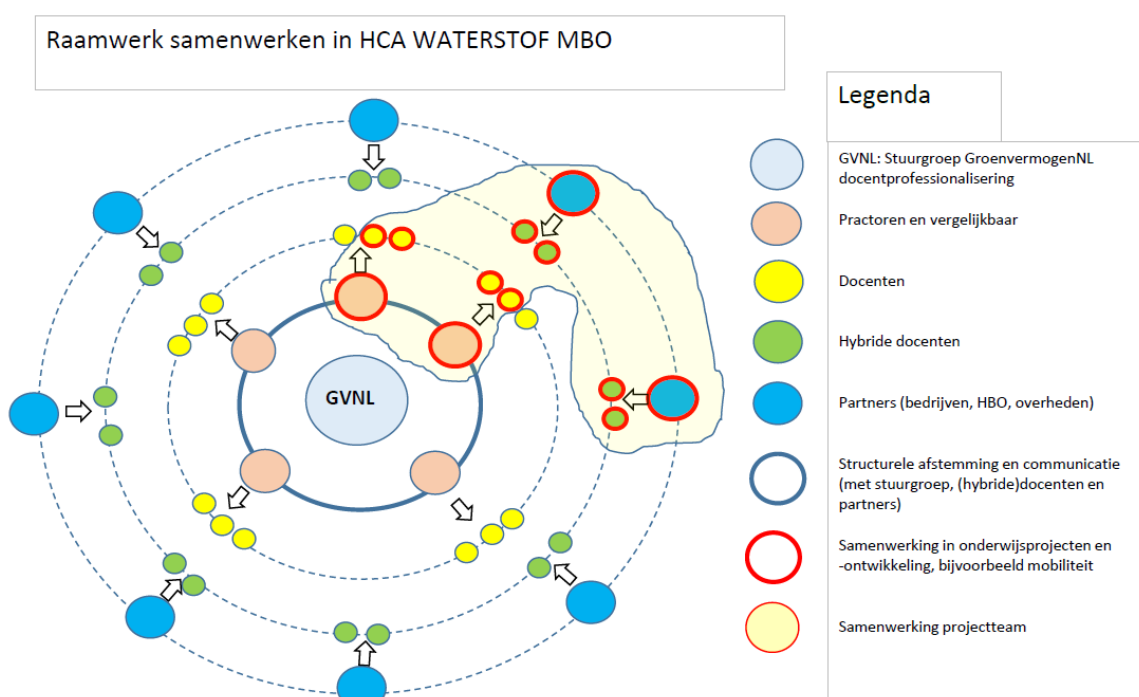 Raamwerk samenwerken in HCA WATERSTOF MBO
GVNL
Legenda
GVNL: Stuurgroep GroenvermogenNL
docentprofessionalisering
Practoren en vergelijkbaar
Docenten
Hybride docenten
Partners (bedrijven, HBO, overheden)
Structurele afstemming en communicatie
(met stuurgroep, (hybride)docenten en
partners)
Samenwerking in onderwijsprojecten en
-ontwikkeling, bijvoorbeeld mobiliteit
Samenwerking projectteam